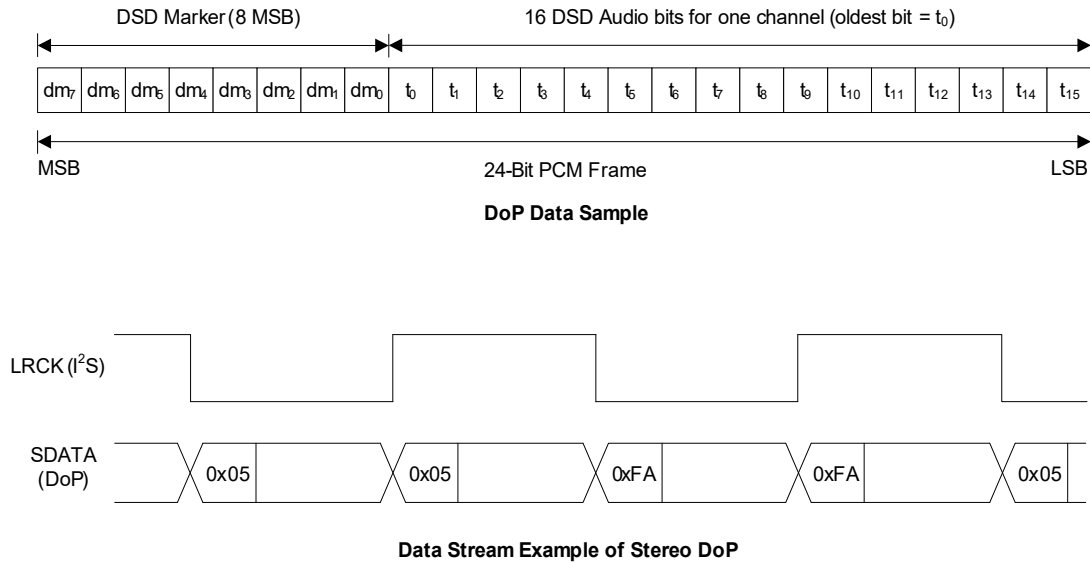 DSD Marker (8 MSB) 16 DSD Audio bits for one channel (oldest bit = t₀)
dm₇ dm₆ dm₅ dm₄ dm₃ dm₂ dm₁ dm₀ t₀ t₁ t₂ t₃ t₄ t₅ t₆ t₇ t₈ t₉ t₁₀ t₁₁ t₁₂ t₁₃ t₁₄ t₁₅
MSB 24-Bit PCM Frame LSB
DoP Data Sample
LRCK (I²S)
SDATA
(DoP)
0x05 0x05 0xFA 0xFA 0x05
Data Stream Example of Stereo DoP